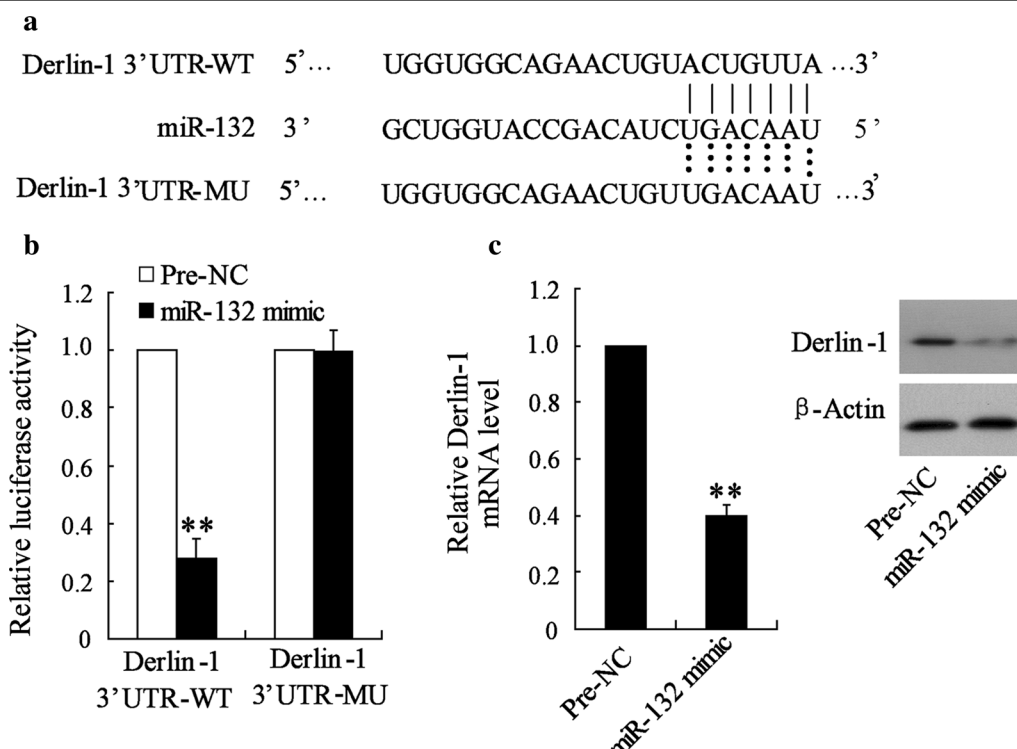 a
Derlin-1 3’UTR-WT 5’... UGGUGGCAGAACUGUACUGUUA ...3’
miR-132 3’ GCUGGUACCGACAUCUGACAAU 5’
Derlin-1 3’UTR-MU 5’... UGGUGGCAGAACUGUUGACAAU ...3’
b
Pre-NC
miR-132 mimic
Relative luciferase activity
1.2
1.0
0.8
0.6
0.4
0.2
0
**
Derlin-1
3’UTR-WT
Derlin-1
3’UTR-MU
c
Relative Derlin-1
mRNA level
1.2
1.0
0.8
0.6
0.4
0.2
0
**
Pre-NC
miR-132 mimic
Derlin-1
β-Actin
Pre-NC
miR-132 mimic